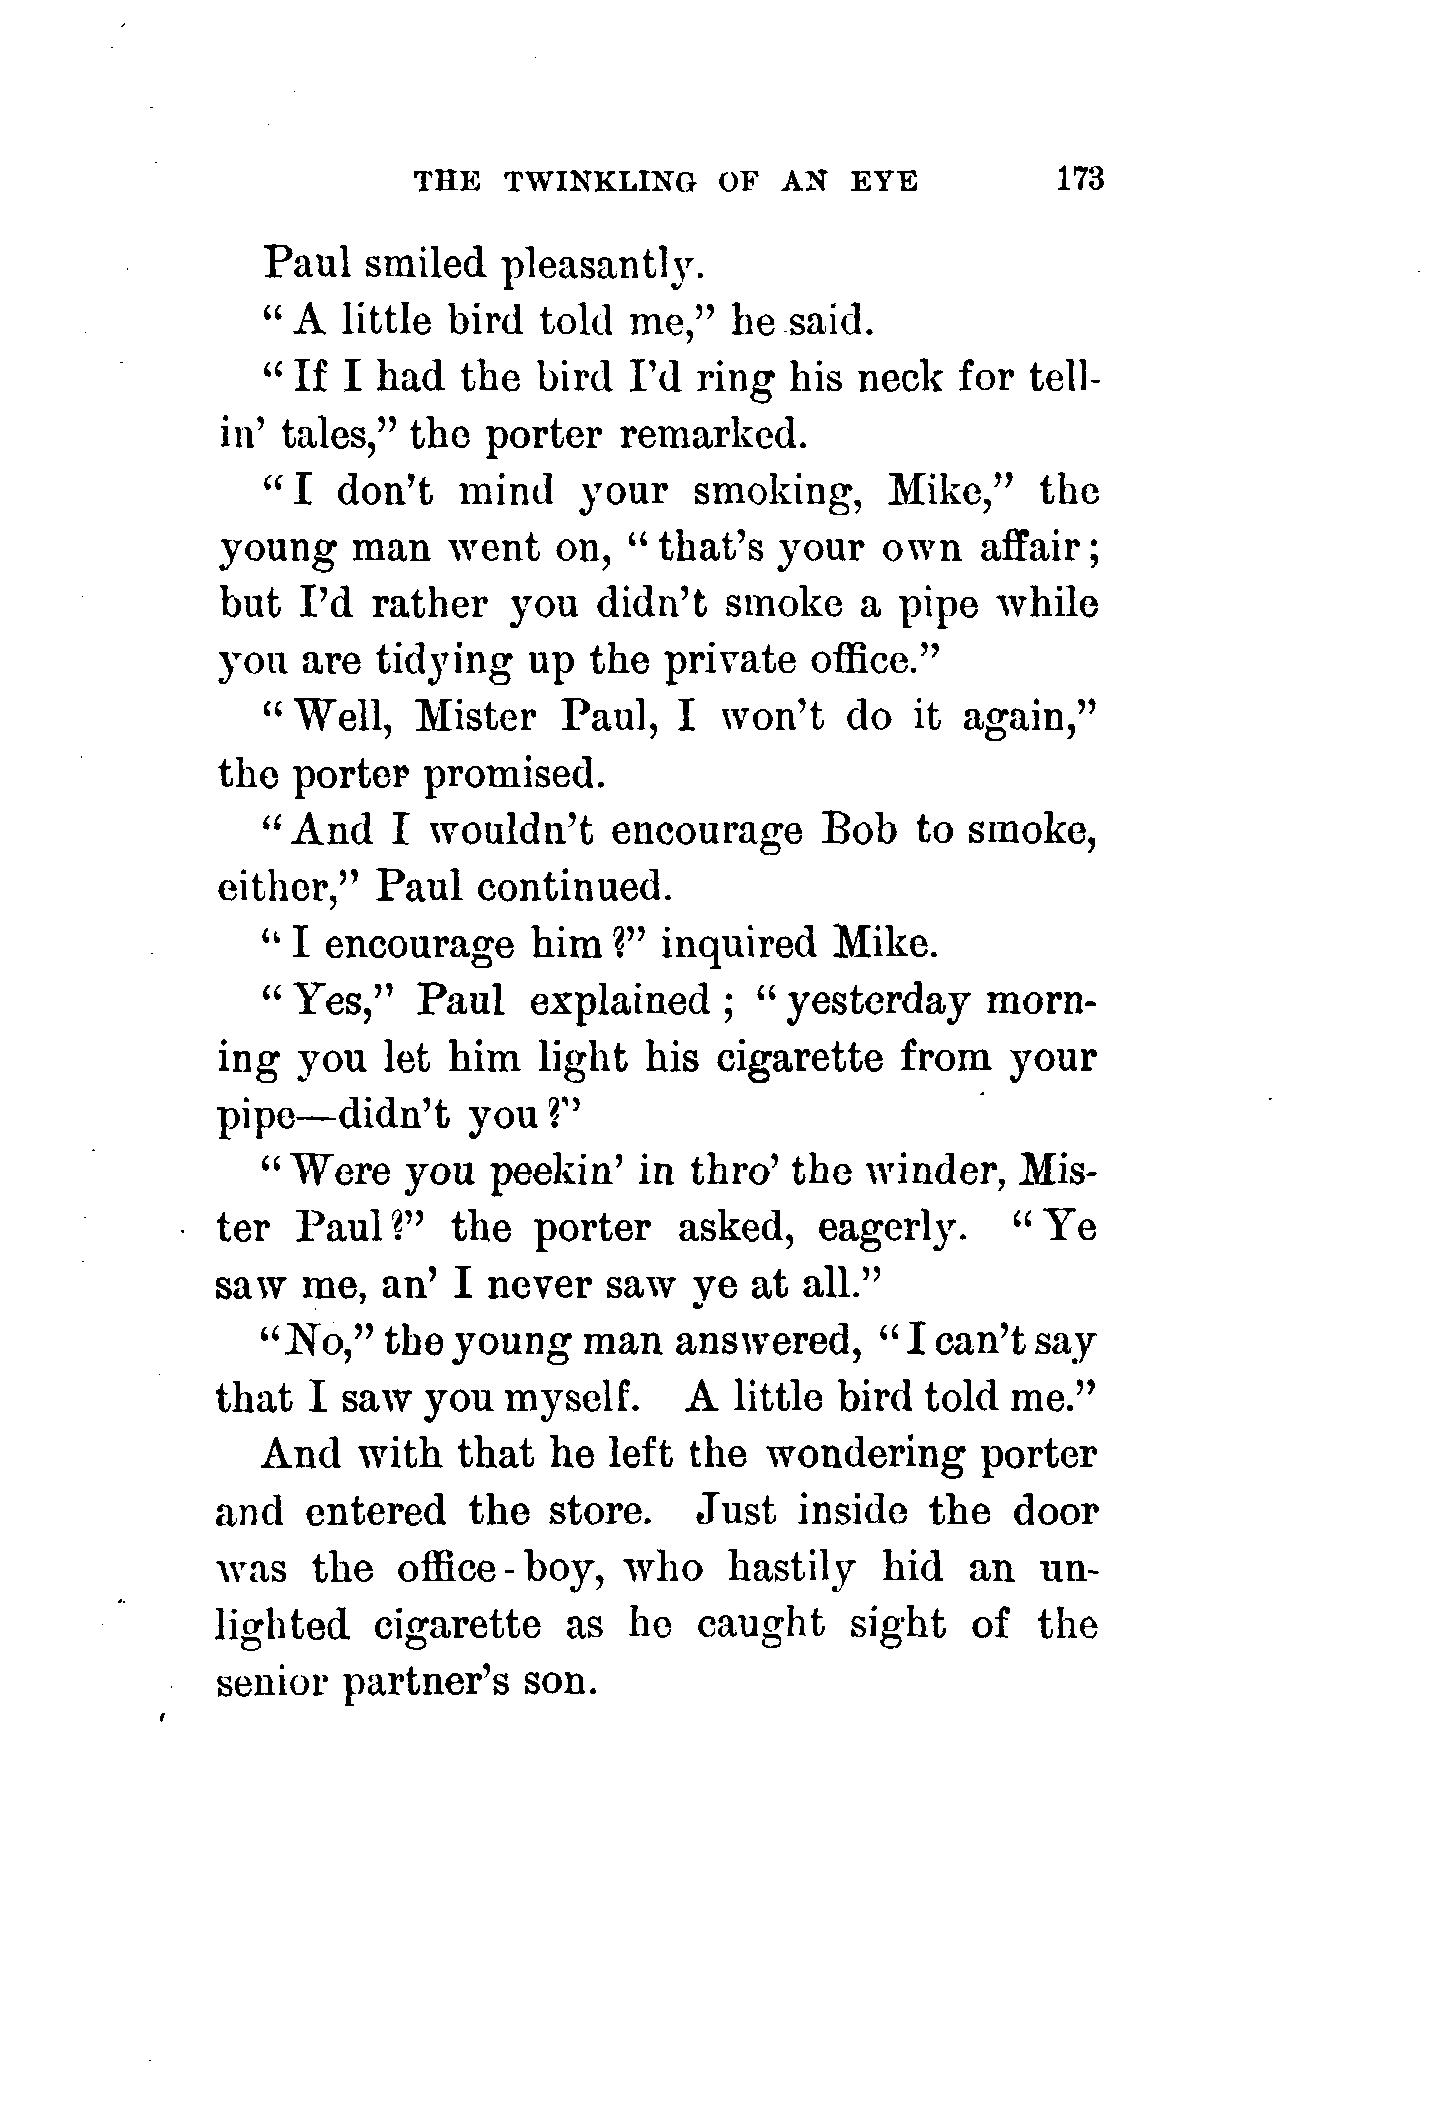 THE TWINKLING OF AN EYE 173
Paul smiled pleasantly.
“A little bird told me,” he said.
“If I had the bird I’d ring his neck for tell-
in’ tales,” the porter remarked.
“I don’t mind your smoking, Mike,” the
young man went on, “that’s your own affair;
but I’d rather you didn’t smoke a pipe while
you are tidying up the private office.”
“Well, Mister Paul, I won’t do it again,”
the porter promised.
“And I wouldn’t encourage Bob to smoke,
either,” Paul continued.
“I encourage him?” inquired Mike.
“Yes,” Paul explained; “yesterday morn-
ing you let him light his cigarette from your
pipe—didn’t you?”
“Were you peekin’ in thro’ the winder, Mis-
ter Paul?” the porter asked, eagerly. “Ye
saw me, an’ I never saw ye at all.”
“No,” the young man answered, “I can’t say
that I saw you myself. A little bird told me.”
And with that he left the wondering porter
and entered the store. Just inside the door
was the office-boy, who hastily hid an un-
lighted cigarette as he caught sight of the
senior partner’s son.